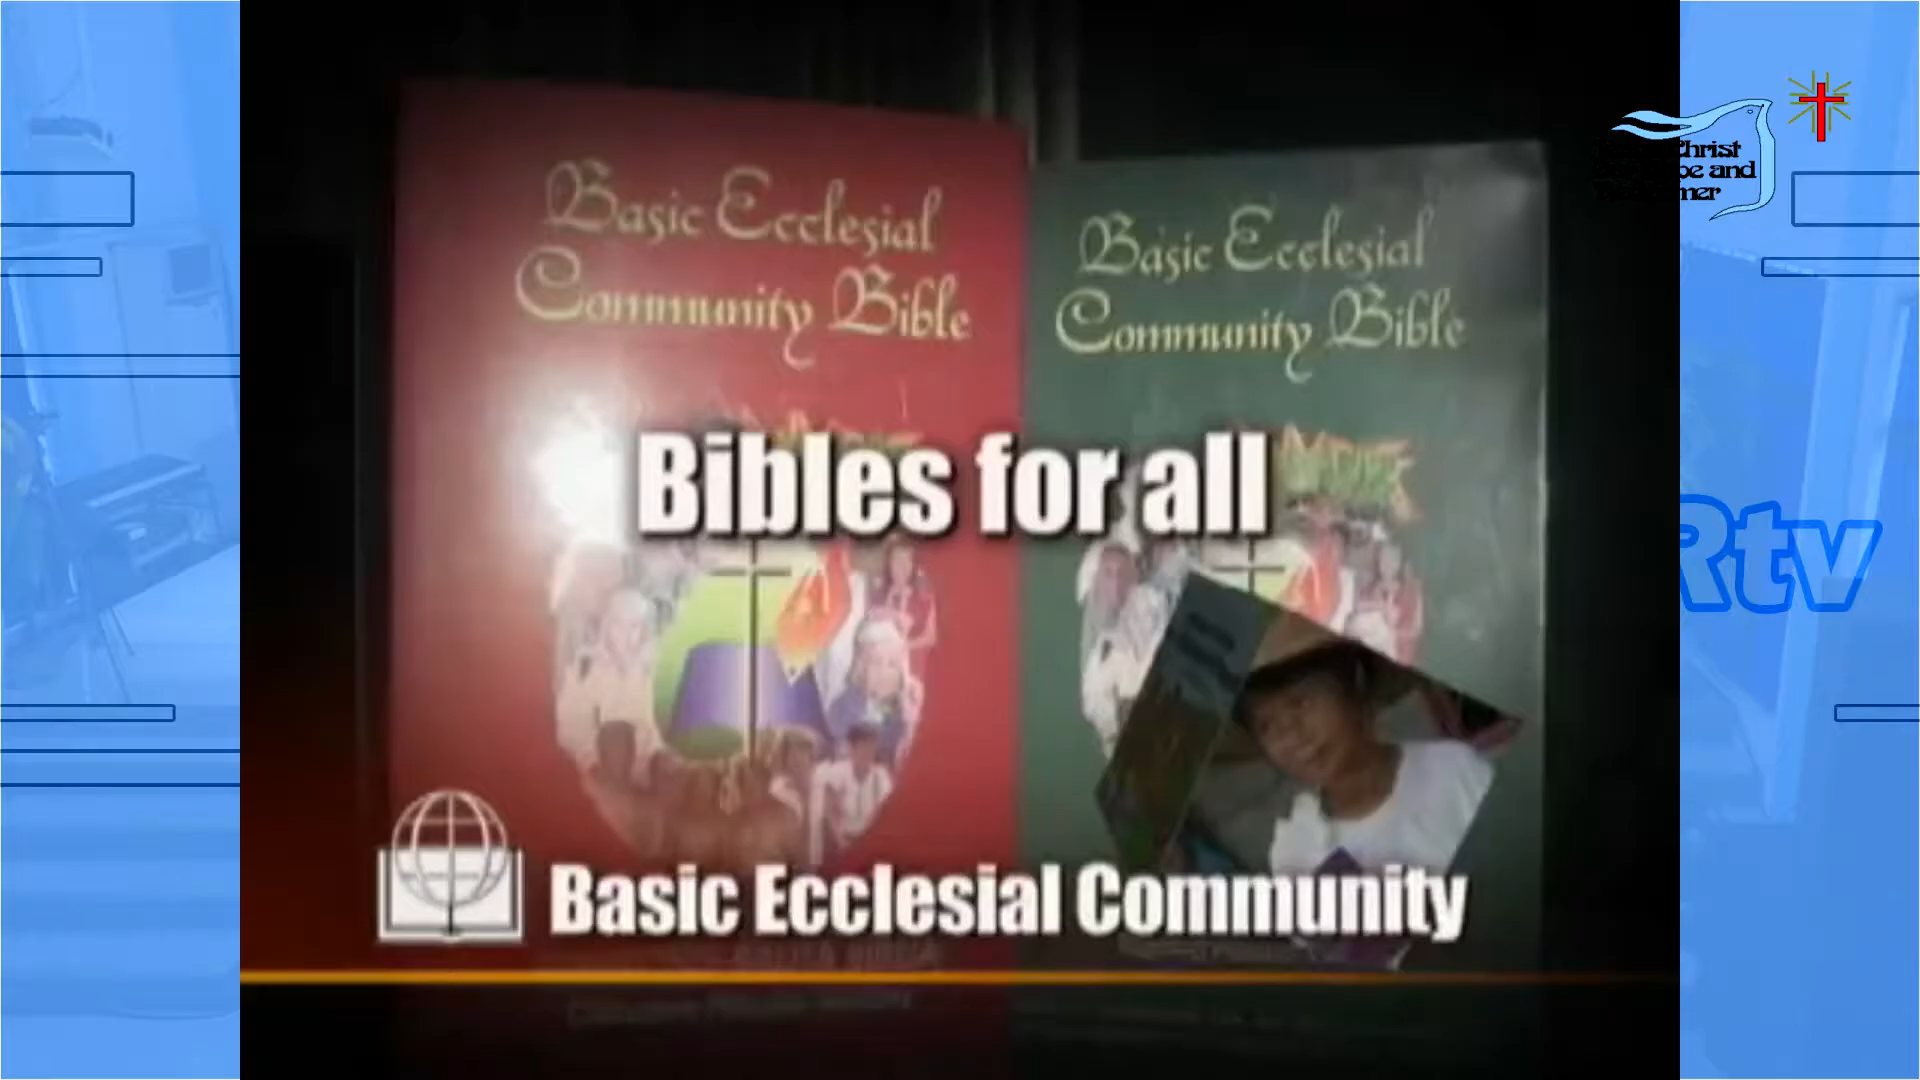 Basic Ecclesial
Community Bible
Basic Ecclesial
Community Bible
Bibles for all
Basic Ecclesial Community
Christ
and
Rtv